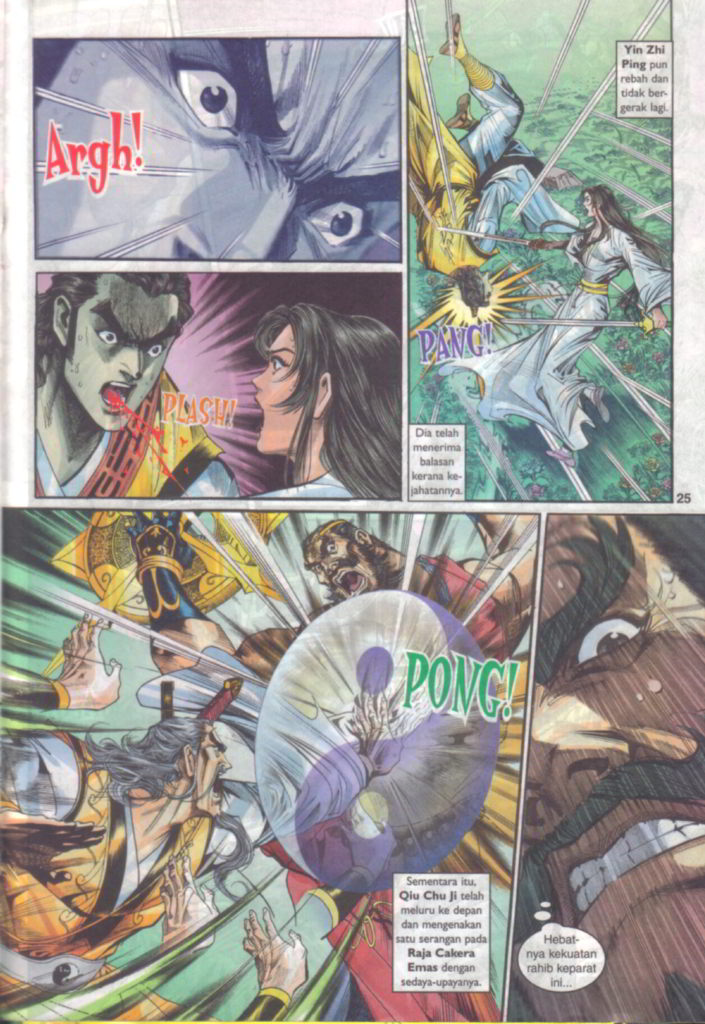 Argh!
PLASH!
Yin Zhi
Ping pun
rebah dan
tidak ber-
gerak lagi.
PANG!
Dia telah
menerima
balasan
kerana ke-
jahatannya.
25
PONG!
Sementara itu,
Qiu Chu Ji telah
meluru ke depan
dan mengenakan
satu serangan pada
Raja Cakera
Emas dengan
sedaya-upayanya.
Hebat-
nya kekuatan
rahib keparat
ini...